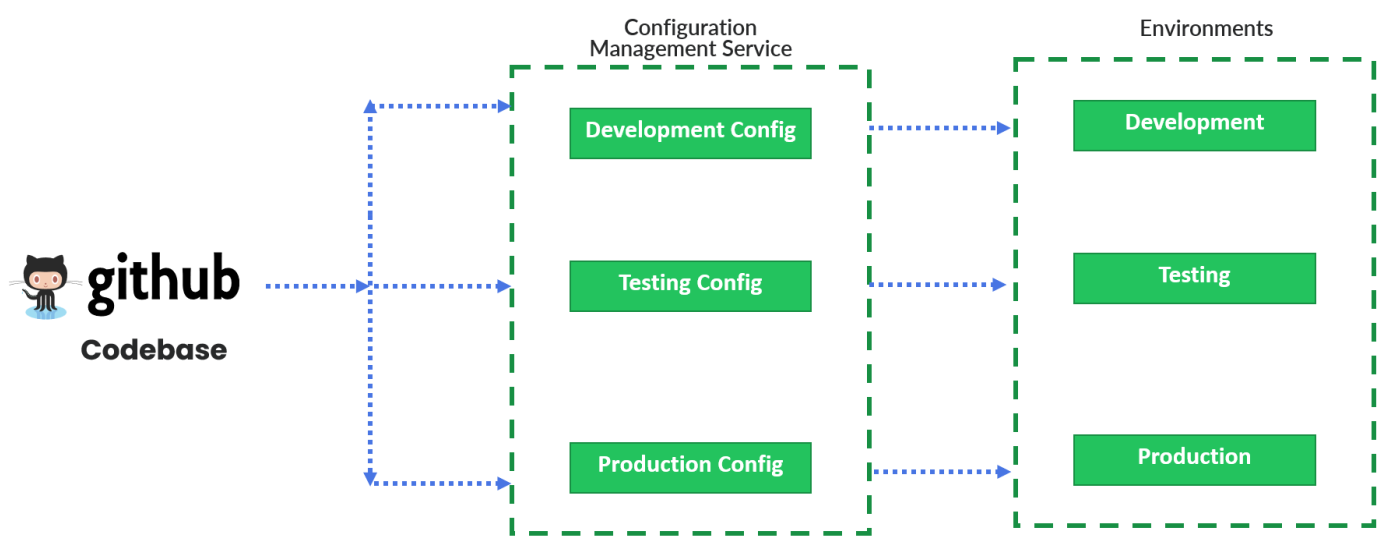 Configuration
Management Service
Environments
Development Config
Development
github
Codebase
Testing Config
Testing
Production Config
Production